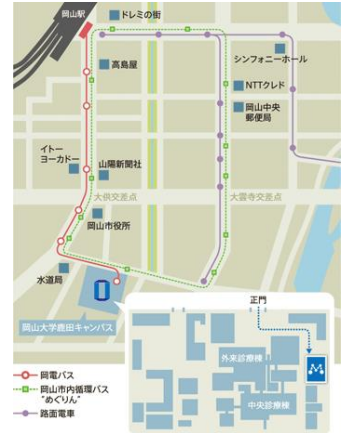 岡山駅
ドレミの街
シンフォニーホール
高島屋
NTTクレド
岡山中央
郵便局
イトー
ヨーカドー
山陽新聞社
大供交差点
大雲寺交差点
岡山市役所
水道局
正門
岡山大学鹿田キャンパス
外来診療棟
中央診療棟
岡電バス
岡山市内循環バス
"めぐりん"
路面電車